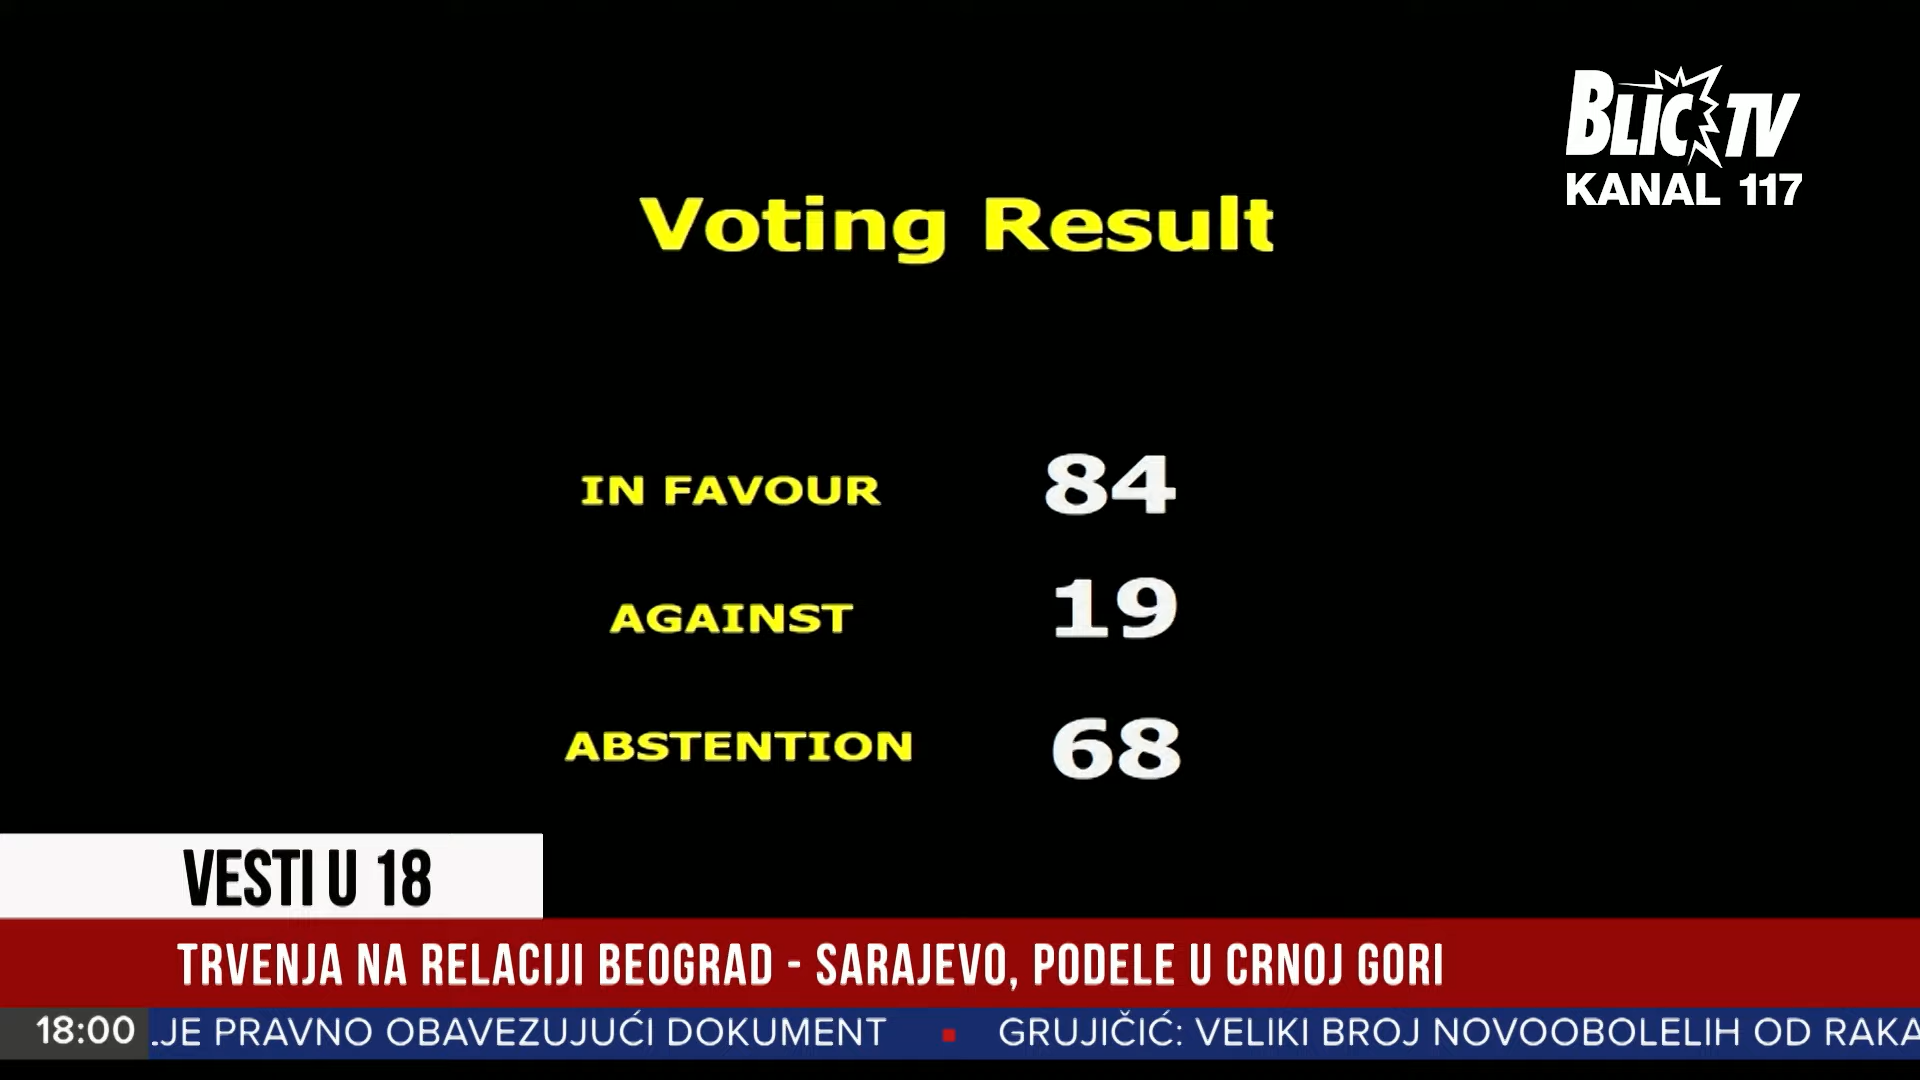 BLIC TV
KANAL 117
Voting Result
IN FAVOUR 84
AGAINST 19
ABSTENTION 68
VESTI U 18
TRVENJA NA RELACIJI BEOGRAD - SARAJEVO, PODELE U CRNOJ GORI
18:00 JE PRAVNO OBAVEZUJUĆI DOKUMENT ▪ GRUJIČIĆ: VELIKI BROJ NOVOOBOLELIH OD RAKA